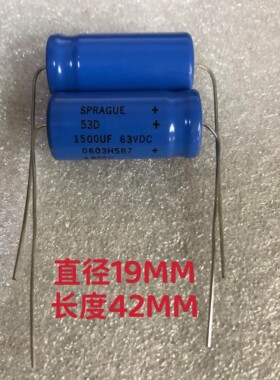 SPRAGUE +
53D +
1500UF 63VDC
0603H587 +
直径19MM
长度42MM